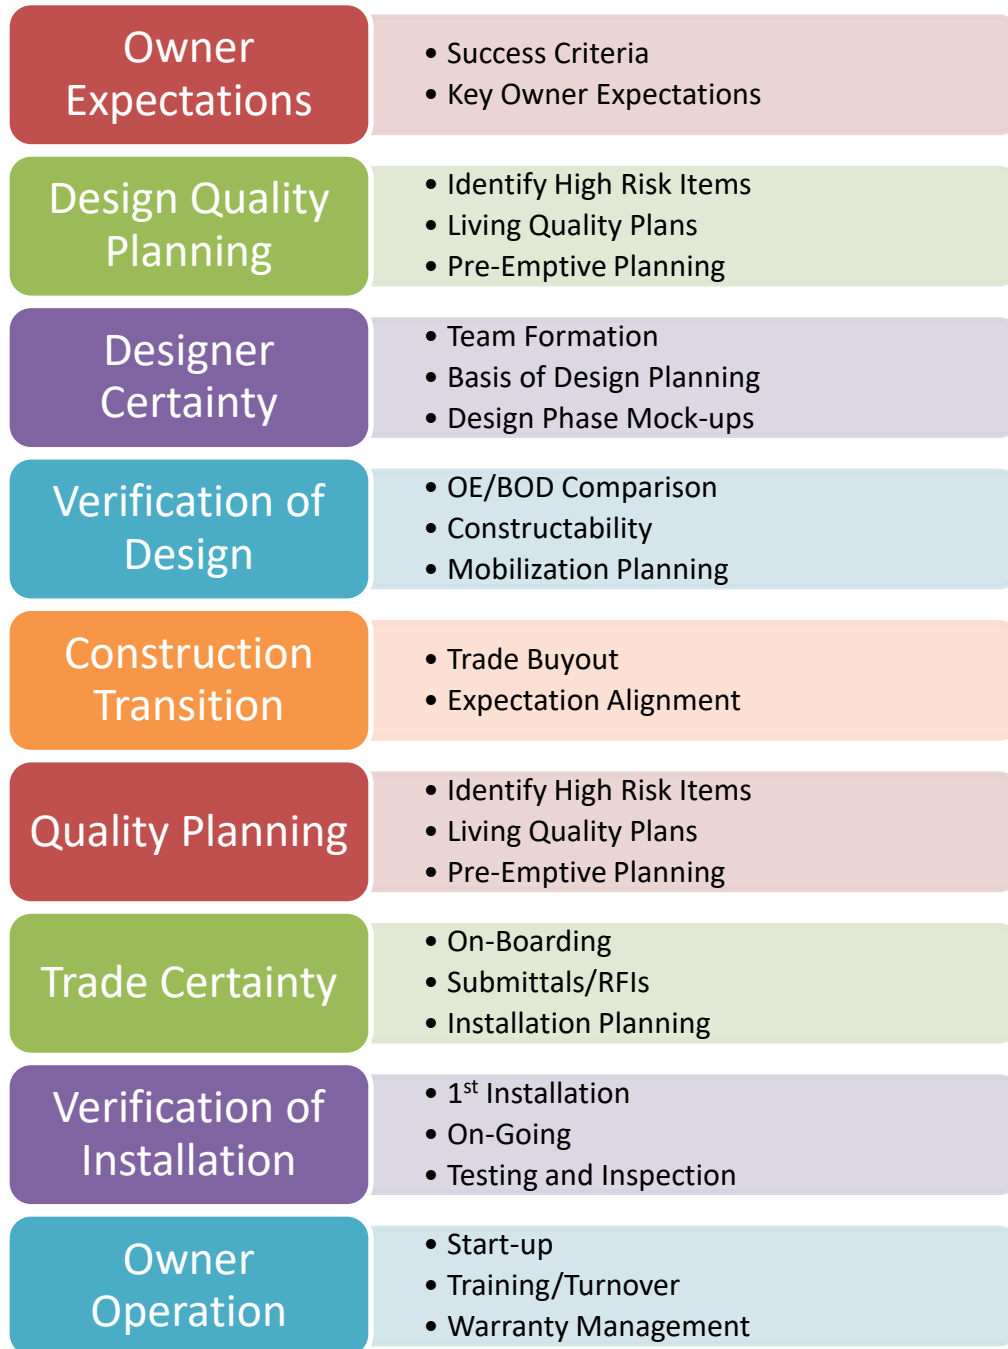 Owner
Expectations
• Success Criteria
• Key Owner Expectations
Design Quality
Planning
• Identify High Risk Items
• Living Quality Plans
• Pre-Emptive Planning
Designer
Certainty
• Team Formation
• Basis of Design Planning
• Design Phase Mock-ups
Verification of
Design
• OE/BOD Comparison
• Constructability
• Mobilization Planning
Construction
Transition
• Trade Buyout
• Expectation Alignment
Quality Planning
• Identify High Risk Items
• Living Quality Plans
• Pre-Emptive Planning
Trade Certainty
• On-Boarding
• Submittals/RFIs
• Installation Planning
Verification of
Installation
• 1st Installation
• On-Going
• Testing and Inspection
Owner
Operation
• Start-up
• Training/Turnover
• Warranty Management